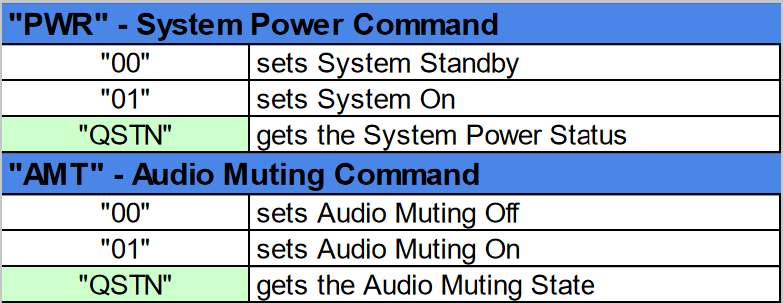 "PWR" - System Power Command
"00" sets System Standby
"01" sets System On
"QSTN" gets the System Power Status
"AMT" - Audio Muting Command
"00" sets Audio Muting Off
"01" sets Audio Muting On
"QSTN" gets the Audio Muting State